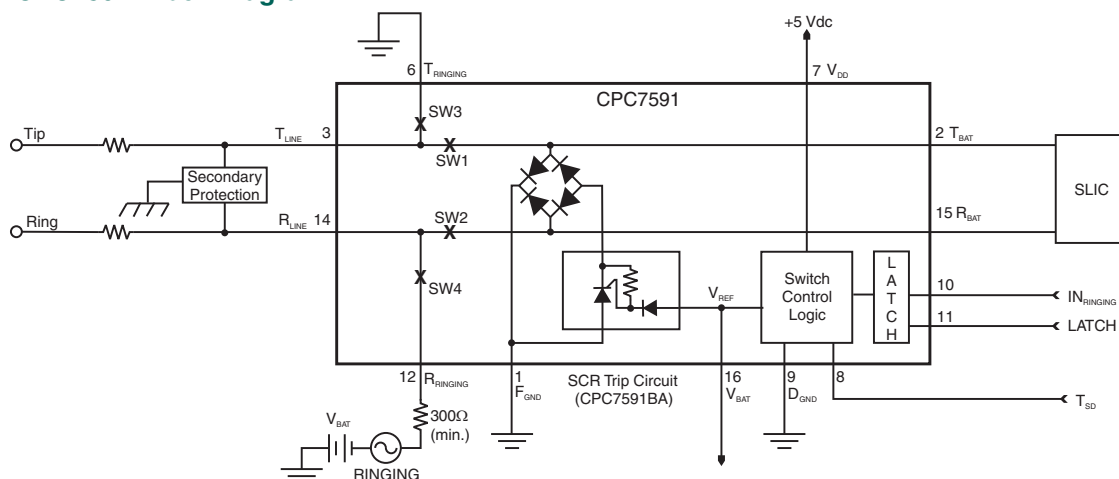 +5 Vdc
6 T_RINGING
7 V_DD
CPC7591
SW3
Tip
T_LINE 3
SW1
2 T_BAT
Secondary
Protection
SLIC
Ring
R_LINE 14
SW2
15 R_BAT
SW4
V_REF
Switch
Control
Logic
L
A
T
C
H
10
IN_RINGING
11
LATCH
12 R_RINGING
1
F_GND
SCR Trip Circuit
(CPC7591BA)
16
V_BAT
9
D_GND
8
T_SD
300Ω
(min.)
V_BAT
RINGING